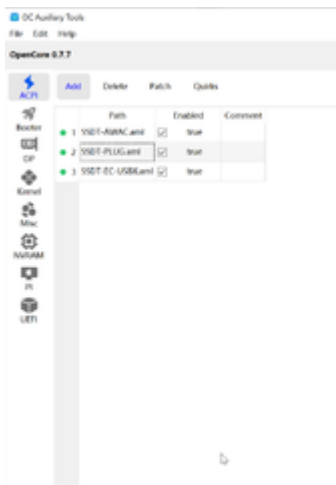 OC Auxiliary Tools
File Edit Help
OpenCore 0.7.7
ACPI
Booter
DP
Kernel
Misc
NVRAM
PI
UEFI
Add Delete Patch Quirks
Path Enabled Comment
1 SSDT-AWAC.aml true
2 SSDT-PLUG.aml true
3 SSDT-EC-USBX.aml true